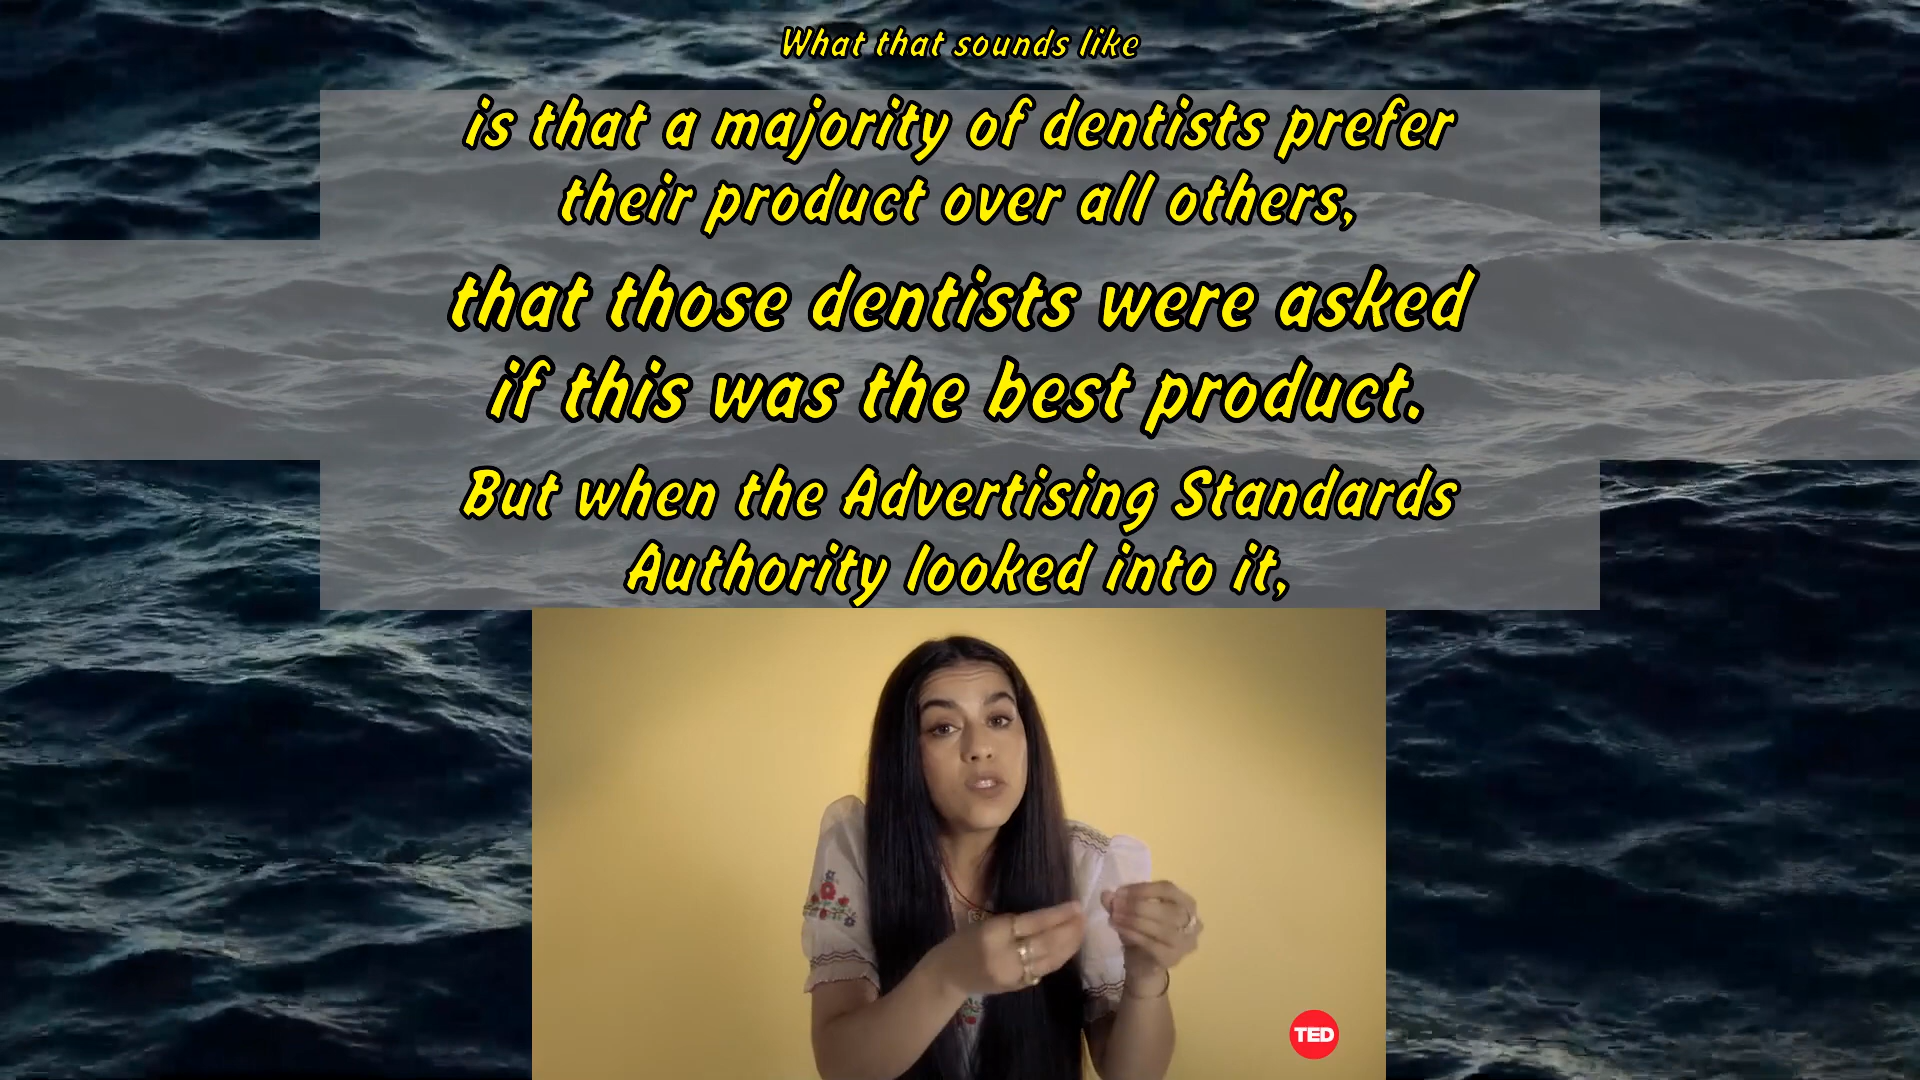 What that sounds like
is that a majority of dentists prefer
their product over all others,
that those dentists were asked
if this was the best product.
But when the Advertising Standards
Authority looked into it,
TED